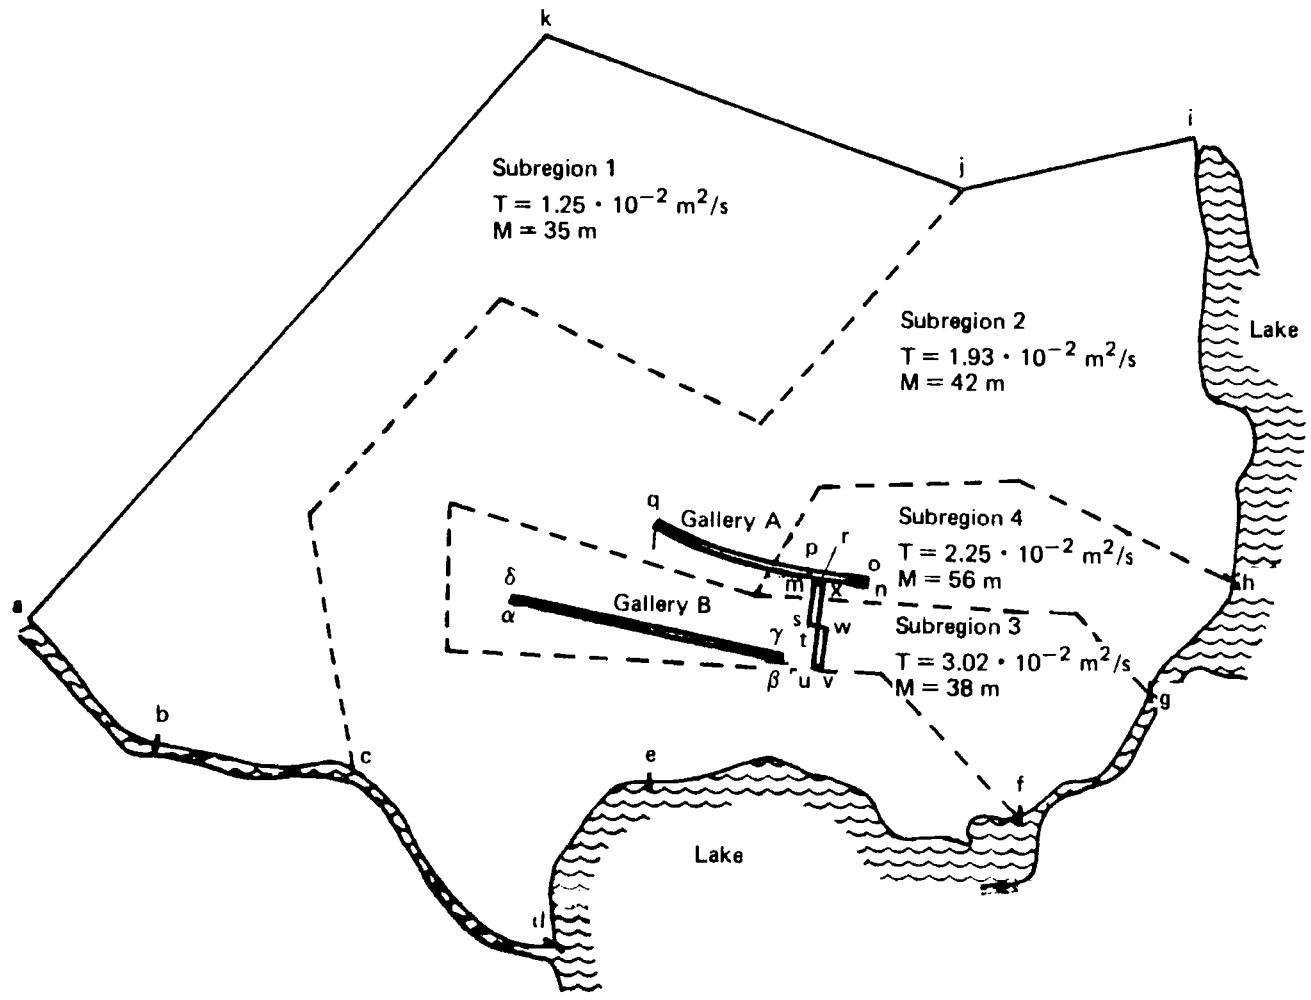 k
i
j
Subregion 1
T = 1.25 · 10⁻² m²/s
M = 35 m
Subregion 2
T = 1.93 · 10⁻² m²/s
M = 42 m
Lake
q
Gallery A
p
r
Subregion 4
T = 2.25 · 10⁻² m²/s
M = 56 m
o
m
x
n
h
δ
α
Gallery B
s
w
t
Subregion 3
T = 3.02 · 10⁻² m²/s
M = 38 m
γ
β
r
u
v
g
a
b
c
e
f
Lake
d